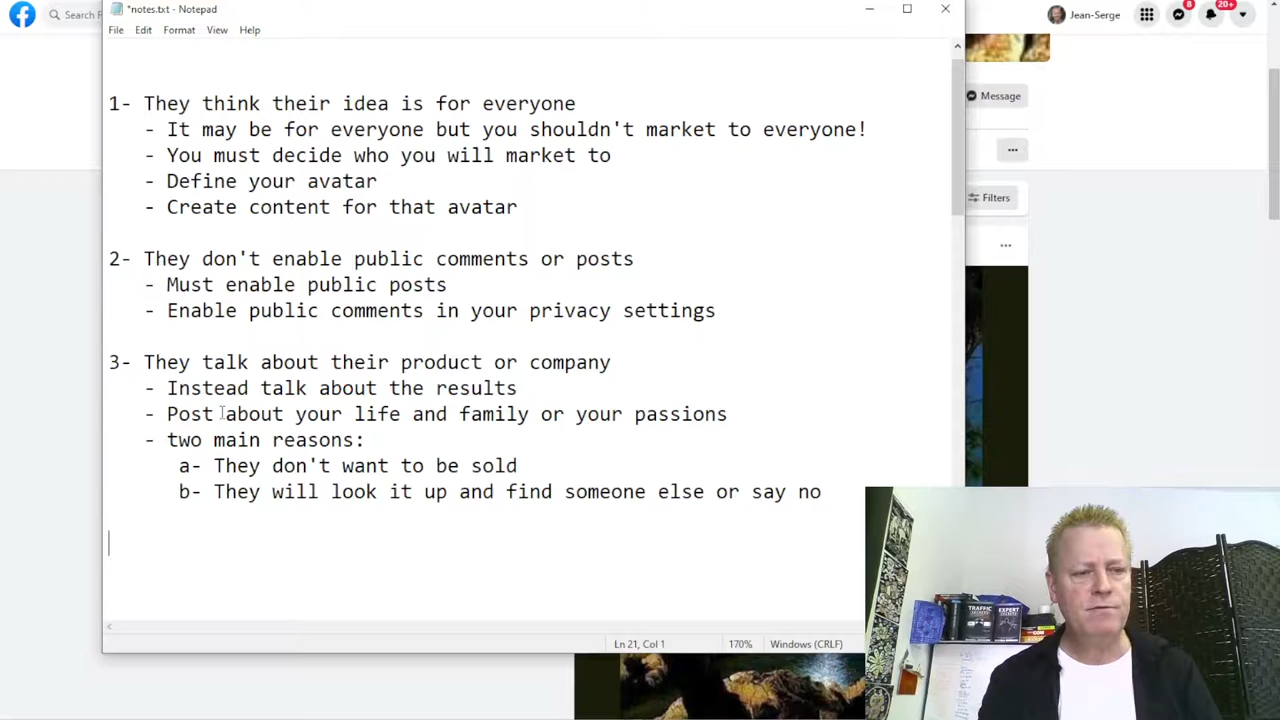 *notes.txt - Notepad
Search F
Jean-Serge
8
20+
File Edit Format View Help
Message
Filters
1- They think their idea is for everyone
- It may be for everyone but you shouldn't market to everyone!
- You must decide who you will market to
- Define your avatar
- Create content for that avatar
2- They don't enable public comments or posts
- Must enable public posts
- Enable public comments in your privacy settings
3- They talk about their product or company
- Instead talk about the results
- Post about your life and family or your passions
- two main reasons:
a- They don't want to be sold
b- They will look it up and find someone else or say no
Ln 21, Col 1 170% Windows (CRLF)
TRAFFIC
EXPERT